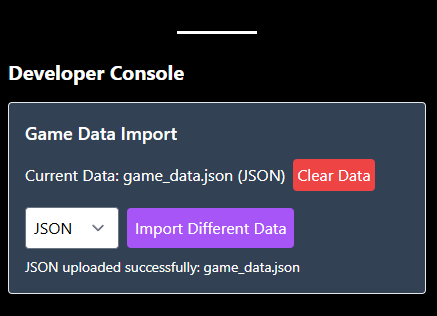 Developer Console
Game Data Import
Current Data: game_data.json (JSON) Clear Data
JSON Import Different Data
JSON uploaded successfully: game_data.json